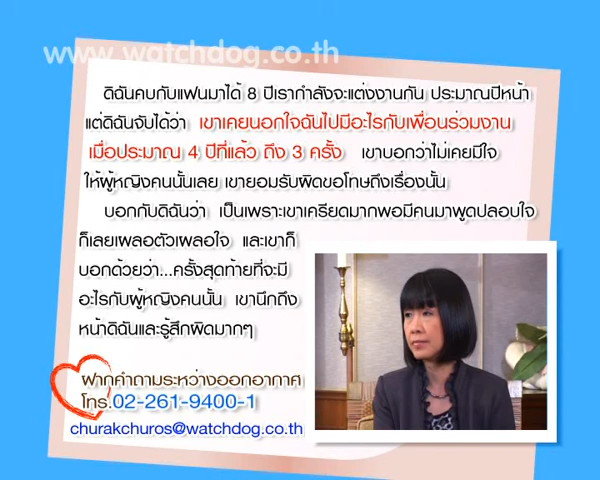 www.watchdog.co.th
ดิฉันคบกับแฟนมาได้ 8 ปีเรากำลังจะแต่งงานกัน ประมาณปีหน้า
แต่ดิฉันจับได้ว่า เขาเคยนอกใจฉันไปมีอะไรกับเพื่อนร่วมงาน
เมื่อประมาณ 4 ปีที่แล้ว ถึง 3 ครั้ง เขาบอกว่าไม่เคยมีใจ
ให้ผู้หญิงคนนั้นเลย เขายอมรับผิดขอโทษถึงเรื่องนั้น
บอกกับดิฉันว่า เป็นเพราะเขาเครียดมากพอมีคนมาพูดปลอบใจ
ก็เลยเผลอตัวเผลอใจ และเขาก็
บอกด้วยว่า...ครั้งสุดท้ายที่จะมี
อะไรกับผู้หญิงคนนั้น เขานึกถึง
หน้าดิฉันและรู้สึกผิดมากๆ
ฝากคำถามระหว่างออกอากาศ
โทร.02-261-9400-1
churakchuros@watchdog.co.th